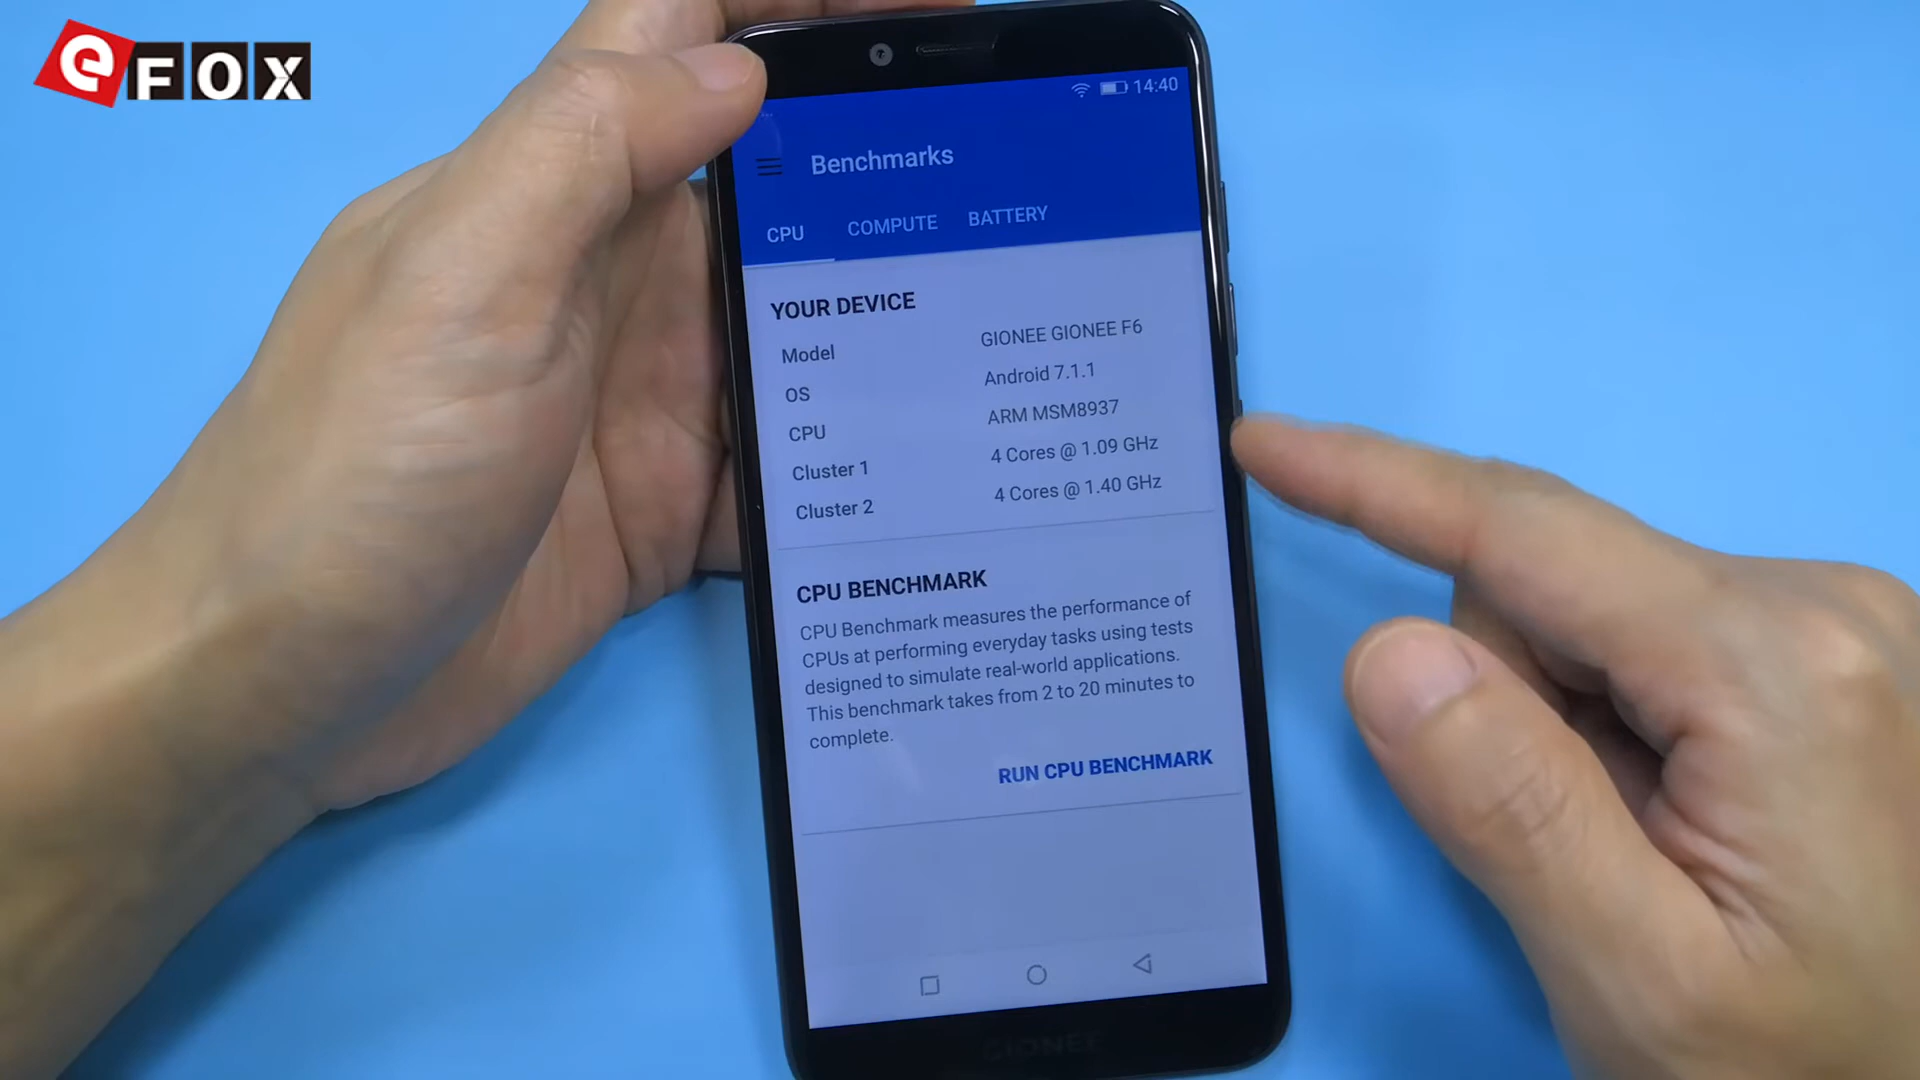 eFOX
14:40
Benchmarks
CPU COMPUTE BATTERY
YOUR DEVICE
Model GIONEE GIONEE F6
OS Android 7.1.1
CPU ARM MSM8937
Cluster 1 4 Cores @ 1.09 GHz
Cluster 2 4 Cores @ 1.40 GHz
CPU BENCHMARK
CPU Benchmark measures the performance of
CPUs at performing everyday tasks using tests
designed to simulate real-world applications.
This benchmark takes from 2 to 20 minutes to
complete.
RUN CPU BENCHMARK
GIONEE